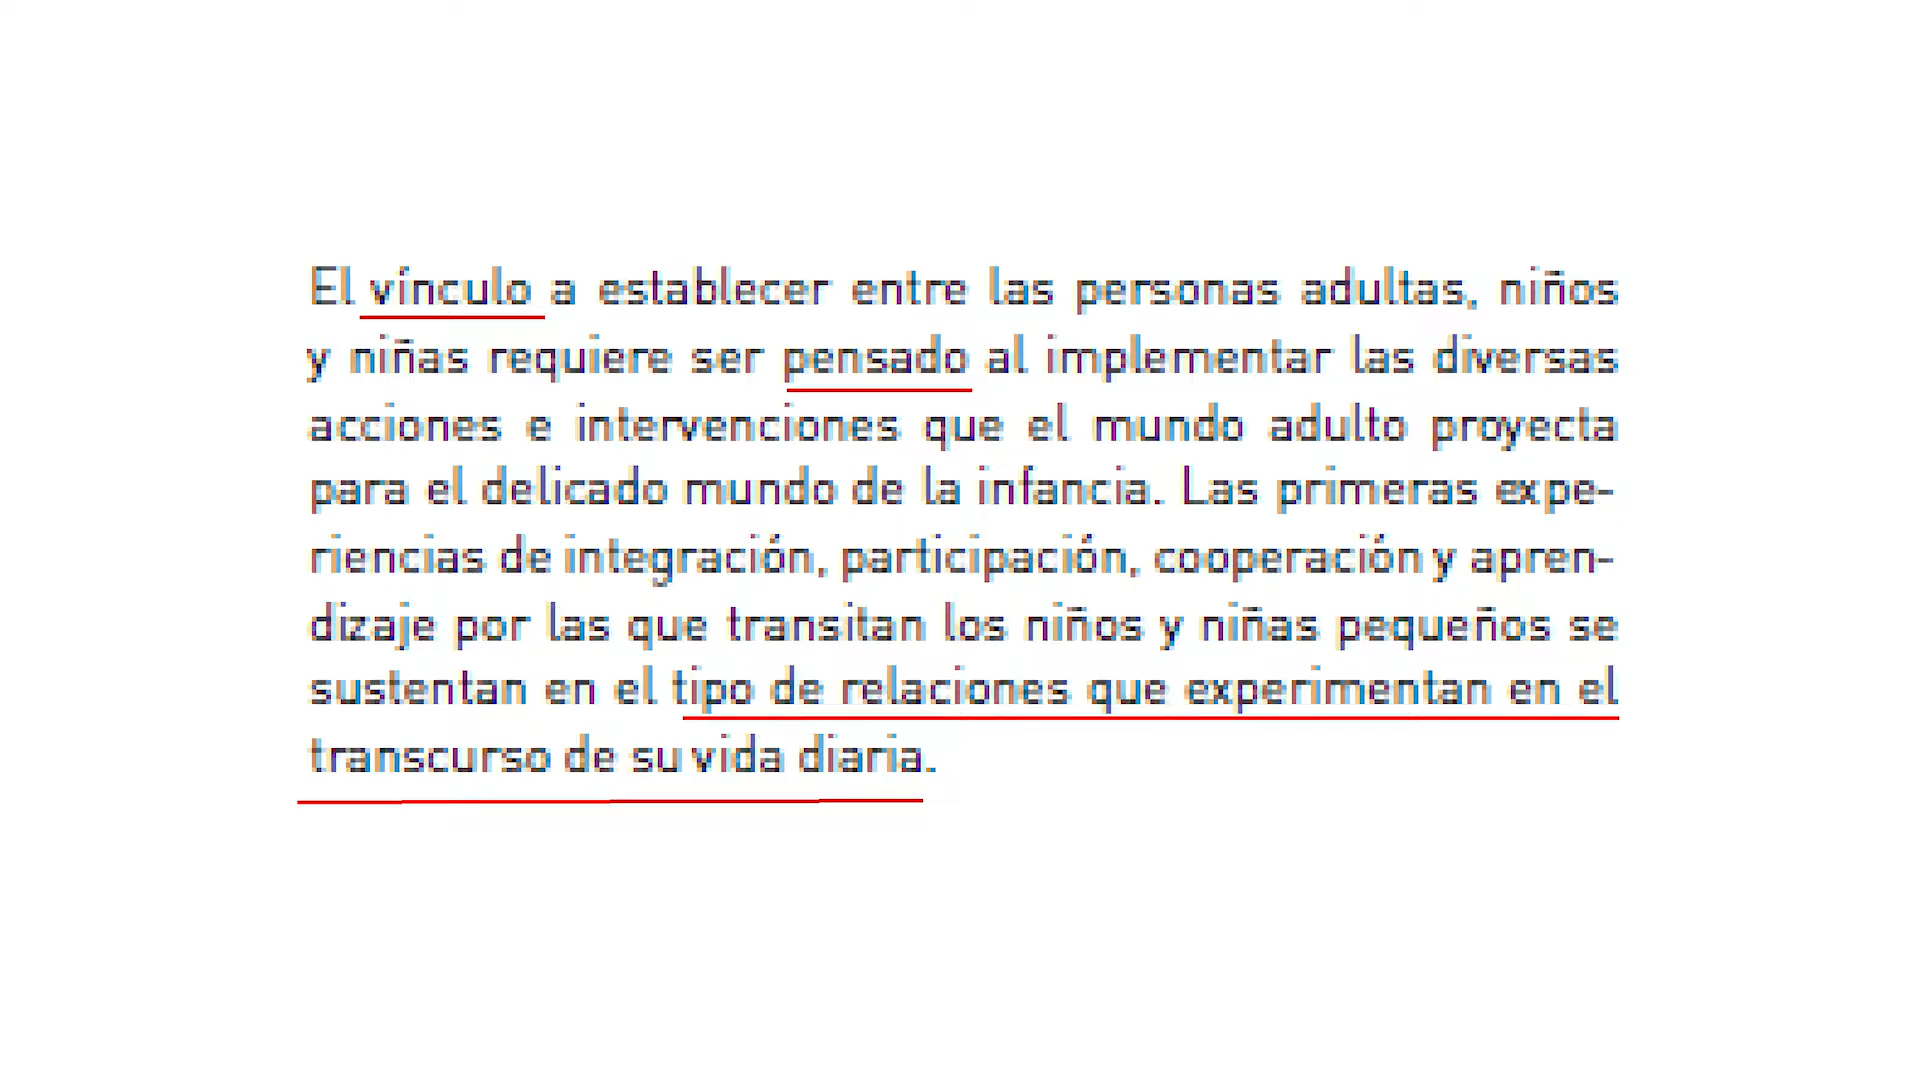 El vínculo a establecer entre las personas adultas, niños
y niñas requiere ser pensado al implementar las diversas
acciones e intervenciones que el mundo adulto proyecta
para el delicado mundo de la infancia. Las primeras expe-
riencias de integración, participación, cooperación y apren-
dizaje por las que transitan los niños y niñas pequeños se
sustentan en el tipo de relaciones que experimentan en el
transcurso de su vida diaria.